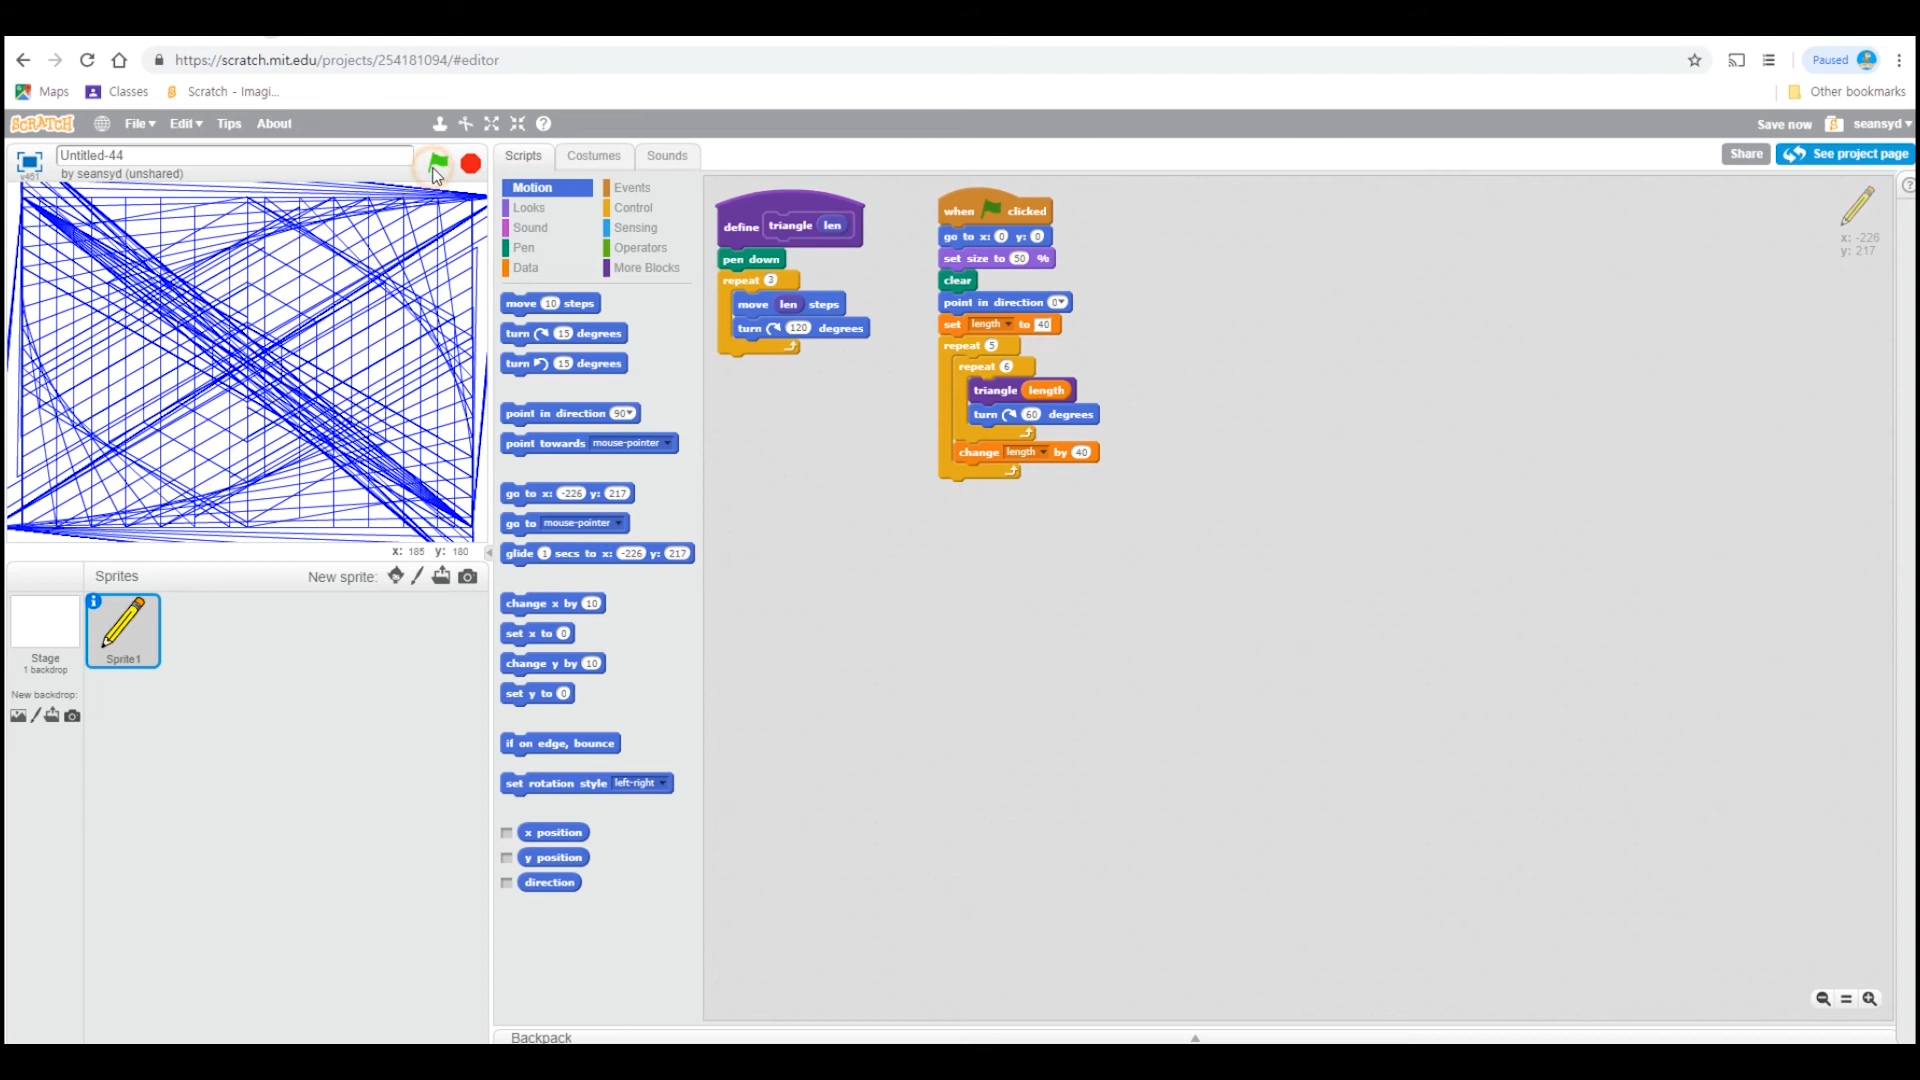 https://scratch.mit.edu/projects/254181094/#editor
Paused
Maps
Classes
Scratch - Imagi...
Other bookmarks
SCRATCH
File
Edit
Tips
About
Save now
seansyd
Untitled-44
by seansyd (unshared)
v461
Scripts
Costumes
Sounds
Share
See project page
Motion
Looks
Sound
Pen
Data
Events
Control
Sensing
Operators
More Blocks
move 10 steps
turn 15 degrees
turn 15 degrees
point in direction 90
point towards mouse-pointer
go to x: -226 y: 217
go to mouse-pointer
glide 1 secs to x: -226 y: 217
change x by 10
set x to 0
change y by 10
set y to 0
if on edge, bounce
set rotation style left-right
x position
y position
direction
define triangle len
pen down
repeat 3
move len steps
turn 120 degrees
when clicked
go to x: 0 y: 0
set size to 50 %
clear
point in direction 0
set length to 40
repeat 5
repeat 6
triangle length
turn 60 degrees
change length by 40
x: -226
y: 217
x: 185 y: 180
Sprites
New sprite:
Sprite1
Stage
1 backdrop
New backdrop:
Backpack